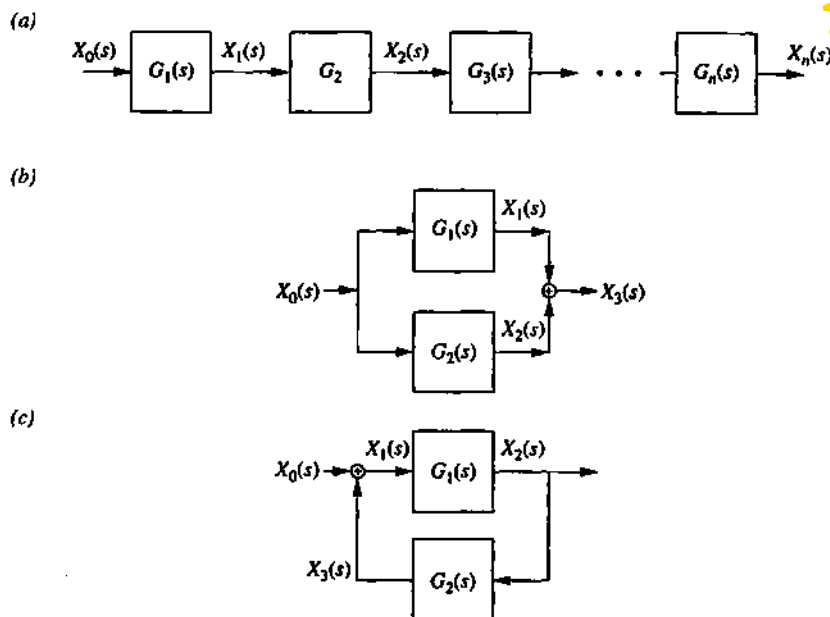 (a)
X₀(s) G₁(s) X₁(s) G₂ X₂(s) G₃(s) · · · Gₙ(s) Xₙ(s)
(b)
G₁(s) X₁(s)
X₀(s) + X₃(s)
G₂(s) X₂(s)
(c)
X₀(s) + X₁(s) G₁(s) X₂(s)
X₃(s) G₂(s)